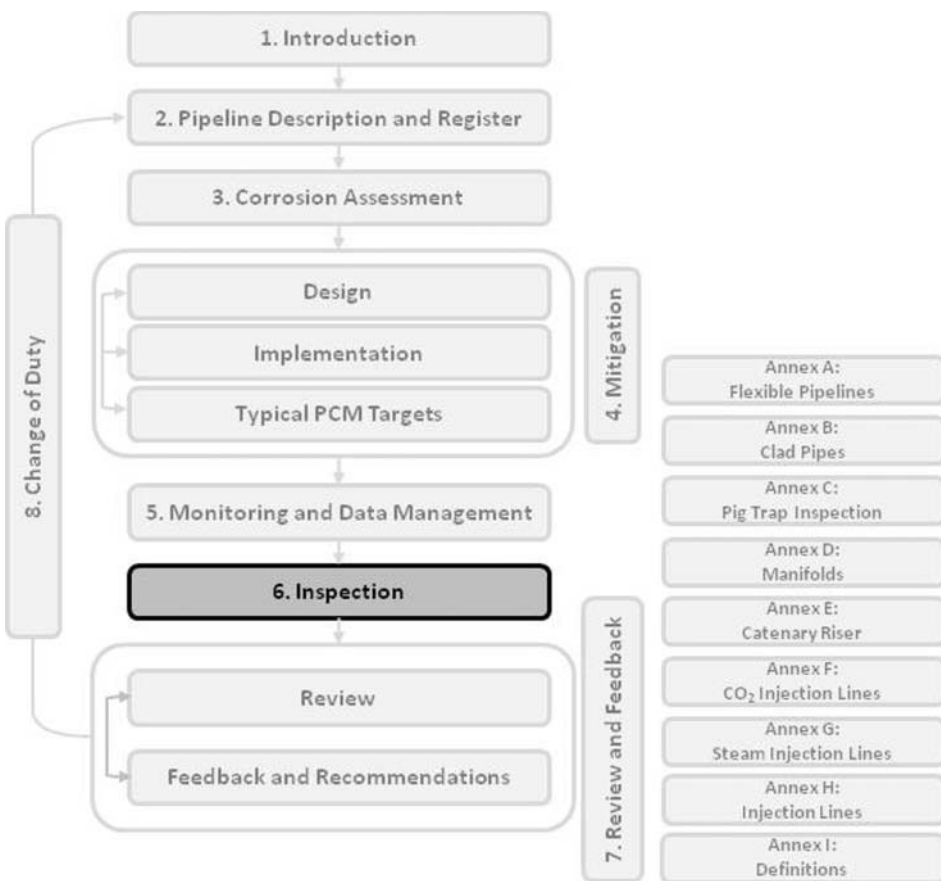 1. Introduction
2. Pipeline Description and Register
3. Corrosion Assessment
Design
Implementation
Typical PCM Targets
4. Mitigation
5. Monitoring and Data Management
6. Inspection
Review
Feedback and Recommendations
7. Review and Feedback
8. Change of Duty
Annex A:
Flexible Pipelines
Annex B:
Clad Pipes
Annex C:
Pig Trap Inspection
Annex D:
Manifolds
Annex E:
Catenary Riser
Annex F:
CO₂ Injection Lines
Annex G:
Steam Injection Lines
Annex H:
Injection Lines
Annex I:
Definitions